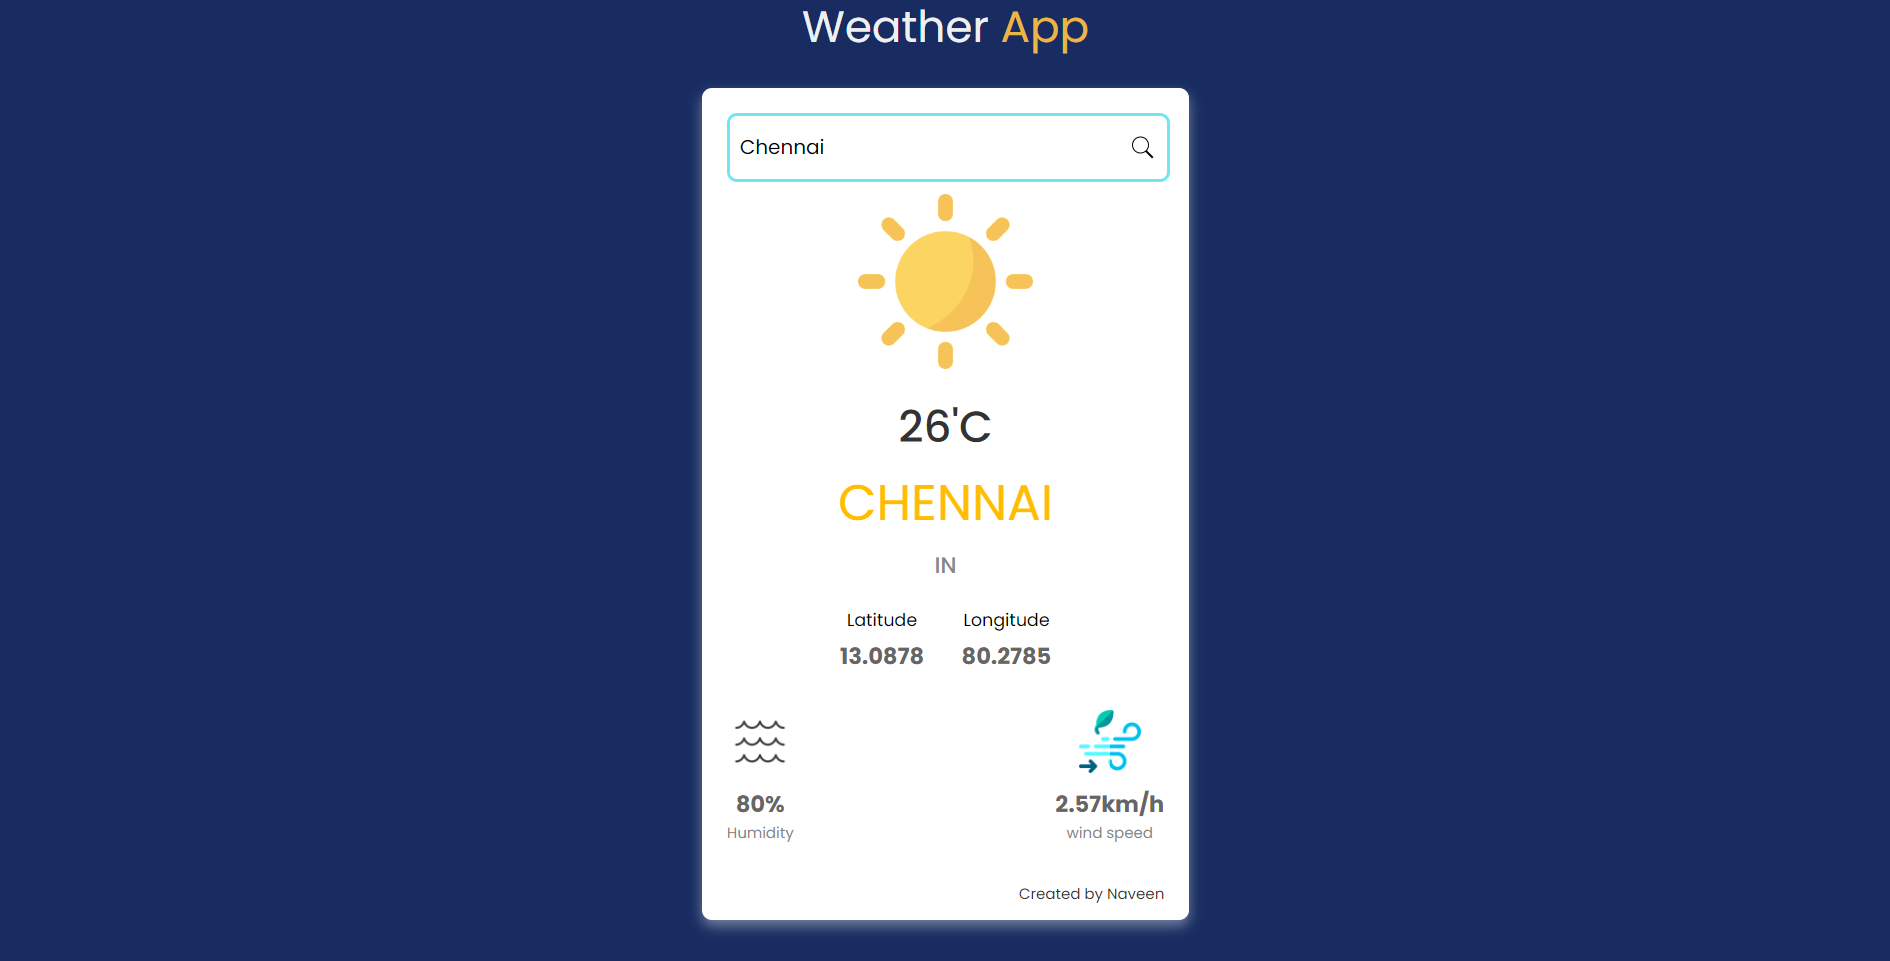 Weather App
Chennai
26'C
CHENNAI
IN
Latitude Longitude
13.0878 80.2785
80% 2.57km/h
Humidity wind speed
Created by Naveen